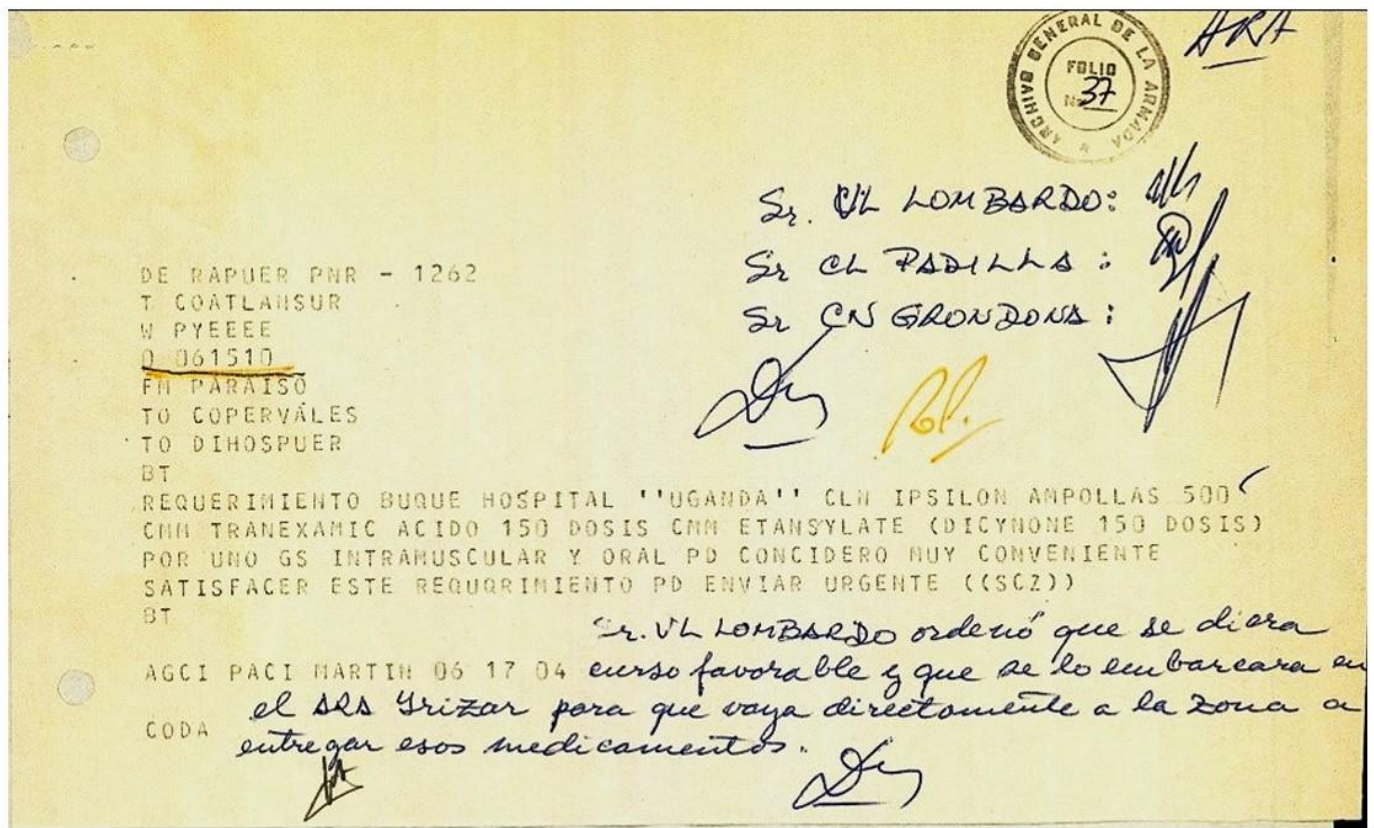 ARA
ARCHIVO GENERAL DE LA ARMADA
FOLIO
No 37
Sr. VL LOMBARDO:
Sr CL PADILLA :
Sr CN GRONDONA :
DE RAPUER PNR - 1262
T COATLANSUR
W PYEEEE
O 061510
FM PARAISO
TO COPERVALES
TO DIHOSPUER
BT
REQUERIMIENTO BUQUE HOSPITAL ''UGANDA'' CLN IPSILON AMPOLLAS 500
CMM TRANEXAMIC ACIDO 150 DOSIS CMM ETANSYLATE (DICYNONE 150 DOSIS)
POR UNO GS INTRAMUSCULAR Y ORAL PD CONCIDERO MUY CONVENIENTE
SATISFACER ESTE REQUQRIMIENTO PD ENVIAR URGENTE ((SC2))
BT
Sr. VL LOMBARDO ordenó que se diera
AGCI PACI MARTIN 06 17 04 curso favorable y que se lo embarcara en
el ARA Yrizar para que vaya directamente a la zona a
CODA entregar esos medicamentos.